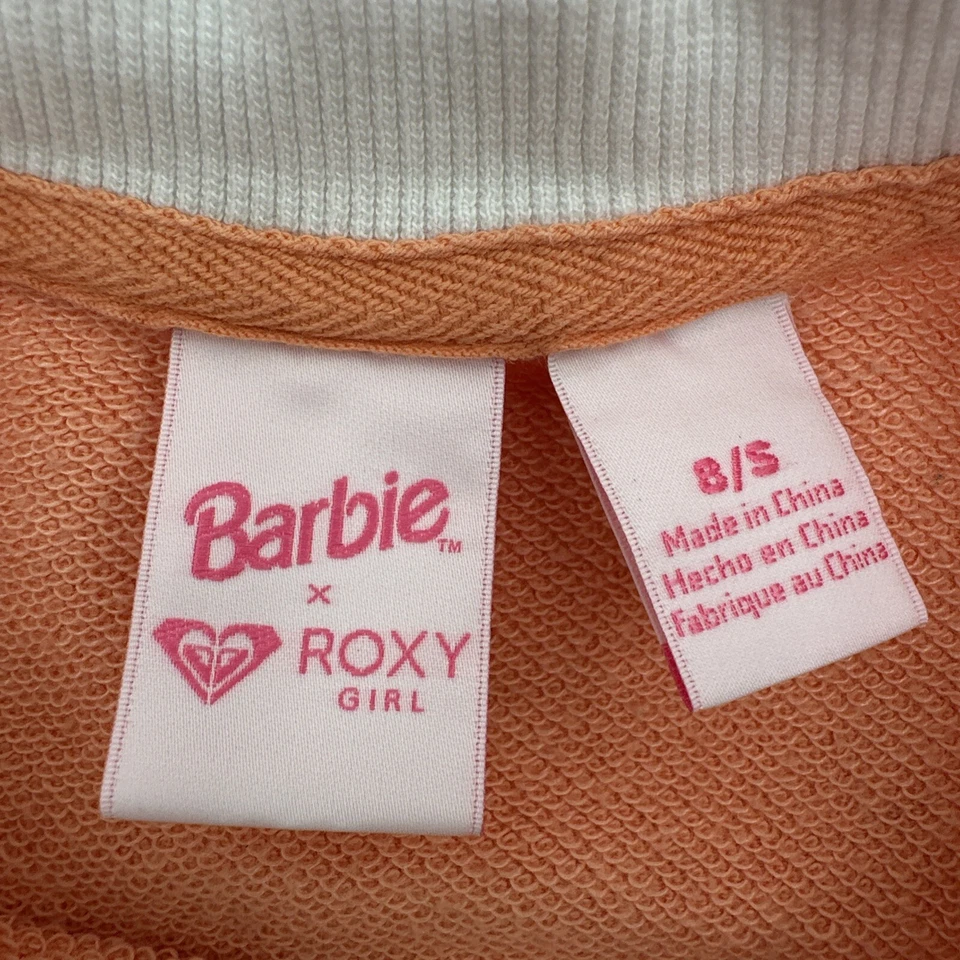 Barbie™
×
ROXY
GIRL
8/S
Made in China
Hecho en China
Fabrique au China